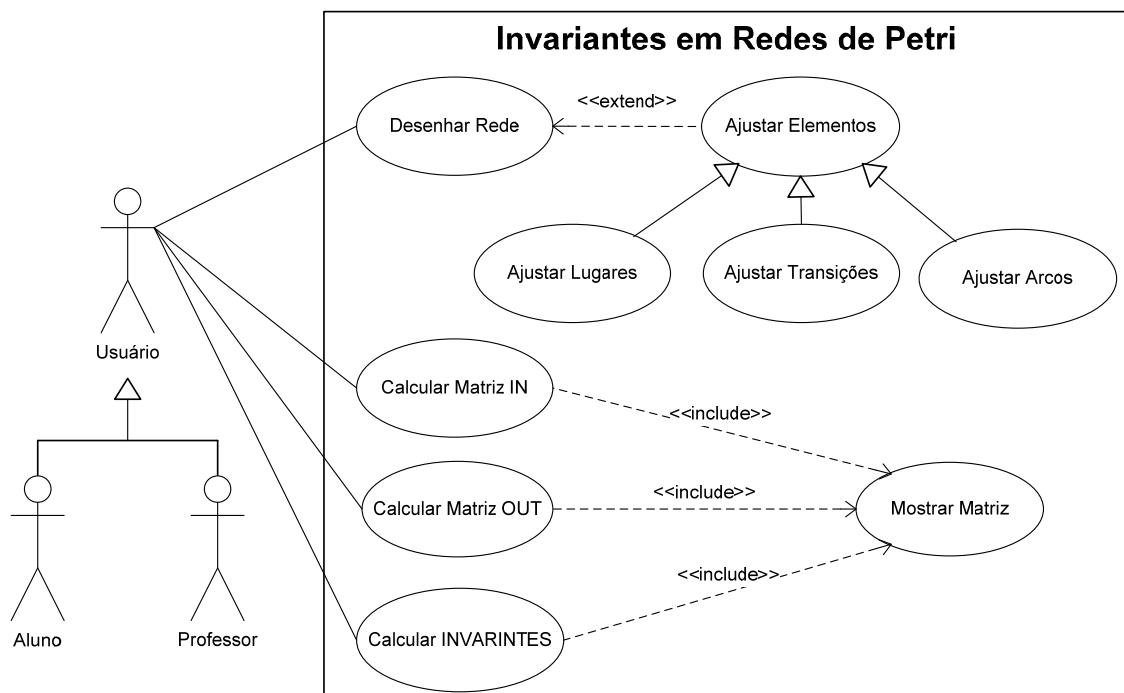 Invariantes em Redes de Petri
Desenhar Rede
<<extend>>
Ajustar Elementos
Ajustar Lugares
Ajustar Transições
Ajustar Arcos
Usuário
Calcular Matriz IN
<<include>>
Calcular Matriz OUT
<<include>>
Mostrar Matriz
<<include>>
Calcular INVARINTES
Aluno
Professor